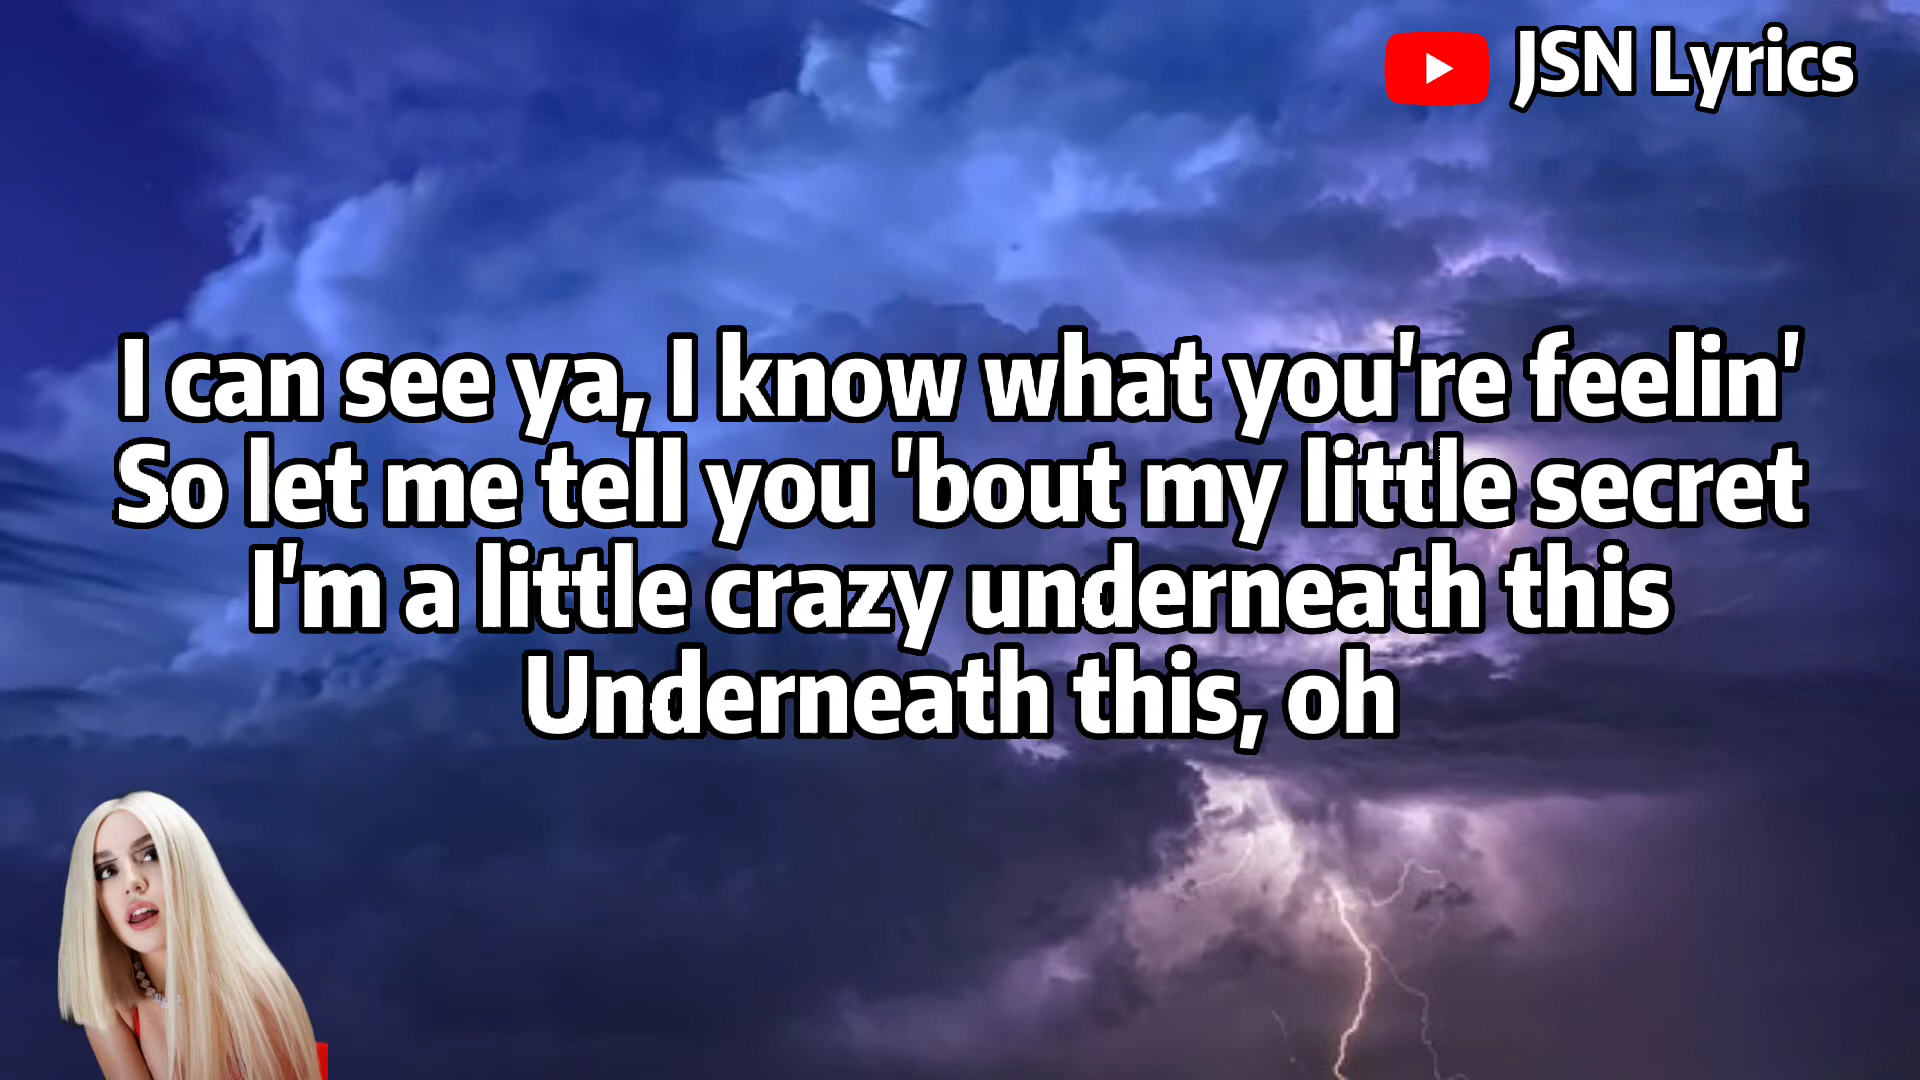 JSN Lyrics
I can see ya, I know what you're feelin'
So let me tell you 'bout my little secret
I'm a little crazy underneath this
Underneath this, oh